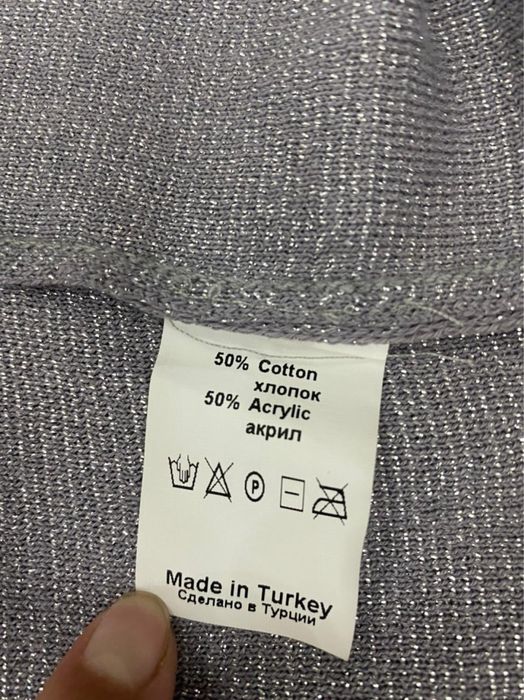 50% Cotton
хлопок
50% Acrylic
акрил
P
Made in Turkey
Сделано в Турции